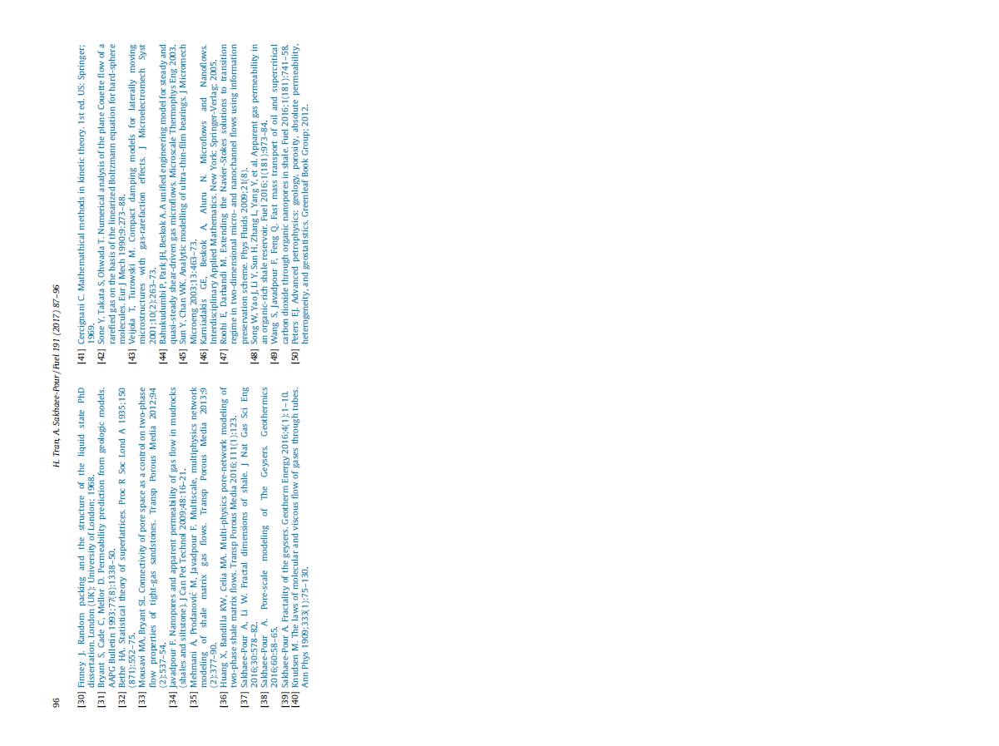 96
H. Tran, A. Sakhaee-Pour / Fuel 191 (2017) 87–96
[30] Finney J. Random packing and the structure of the liquid state PhD
dissertation. London (UK): University of London; 1968.
[31] Bryant S, Cade C, Mellor D. Permeability prediction from geologic models.
AAPG Bulletin 1993;77(8):1338–50.
[32] Bethe HA. Statistical theory of superlattices. Proc R Soc Lond A 1935;150
(871):552–75.
[33] Mousavi MA, Bryant SL. Connectivity of pore space as a control on two-phase
flow properties of tight-gas sandstones. Transp Porous Media 2012;94
(2):537–54.
[34] Javadpour F. Nanopores and apparent permeability of gas flow in mudrocks
(shales and siltstone). J Can Pet Technol 2009;48:16–21.
[35] Mehmani A, Prodanović M, Javadpour F. Multiscale, multiphysics network
modeling of shale matrix gas flows. Transp Porous Media 2013;9
(2):377–90.
[36] Huang X, Bandilla KW, Celia MA. Multi-physics pore-network modeling of
two-phase shale matrix flows. Transp Porous Media 2016;111(1):123.
[37] Sakhaee-Pour A, Li W. Fractal dimensions of shale. J Nat Gas Sci Eng
2016;30:578–82.
[38] Sakhaee-Pour A. Pore-scale modeling of The Geysers. Geothermics
2016;60:58–65.
[39] Sakhaee-Pour A. Fractality of the geysers. Geotherm Energy 2016;4(1):1–10.
[40] Knudsen M. The laws of molecular and viscous flow of gases through tubes.
Ann Phys 1909;333(1):75–130.
[41] Cercignani C. Mathemathical methods in kinetic theory. 1st ed. US: Springer;
1969.
[42] Sone Y, Takata S, Ohwada T. Numerical analysis of the plane Couette flow of a
rarefied gas on the basis of the linearized Boltzmann equation for hard-sphere
molecules. Eur J Mech 1990;9:273–88.
[43] Veijola T, Turowski M. Compact damping models for laterally moving
microstructures with gas-rarefaction effects. J Microelectromech Syst
2001;10(2):263–73.
[44] Bahukudumbi P, Park JH, Beskok A. A unified engineering model for steady and
quasi-steady shear-driven gas microflows. Microscale Thermophys Eng 2003.
[45] Sun Y, Chan WK. Analytic modelling of ultra-thin-film bearings. J Micromech
Microeng 2003;13:463–73.
[46] Karniadakis GE, Beskok A, Aluru N. Microflows and Nanoflows.
Interdisciplinary Applied Mathematics. New York: Springer-Verlag; 2005.
[47] Roohi E, Darbandi M. Extending the Navier-Stokes solutions to transition
regime in two-dimensional micro- and nanochannel flows using information
preservation scheme. Phys Fluids 2009;21(8).
[48] Song W, Yao J, Li Y, Sun H, Zhang L, Yang Y, et al. Apparent gas permeability in
an organic-rich shale reservoir. Fuel 2016;1(181):973–84.
[49] Wang S, Javadpour F, Feng Q. Fast mass transport of oil and supercritical
carbon dioxide through organic nanopores in shale. Fuel 2016;1(181):741–58.
[50] Peters EJ. Advanced petrophysics: geology, porosity, absolute permeability,
heterogeneity, and geostatistics. Greenleaf Book Group; 2012.